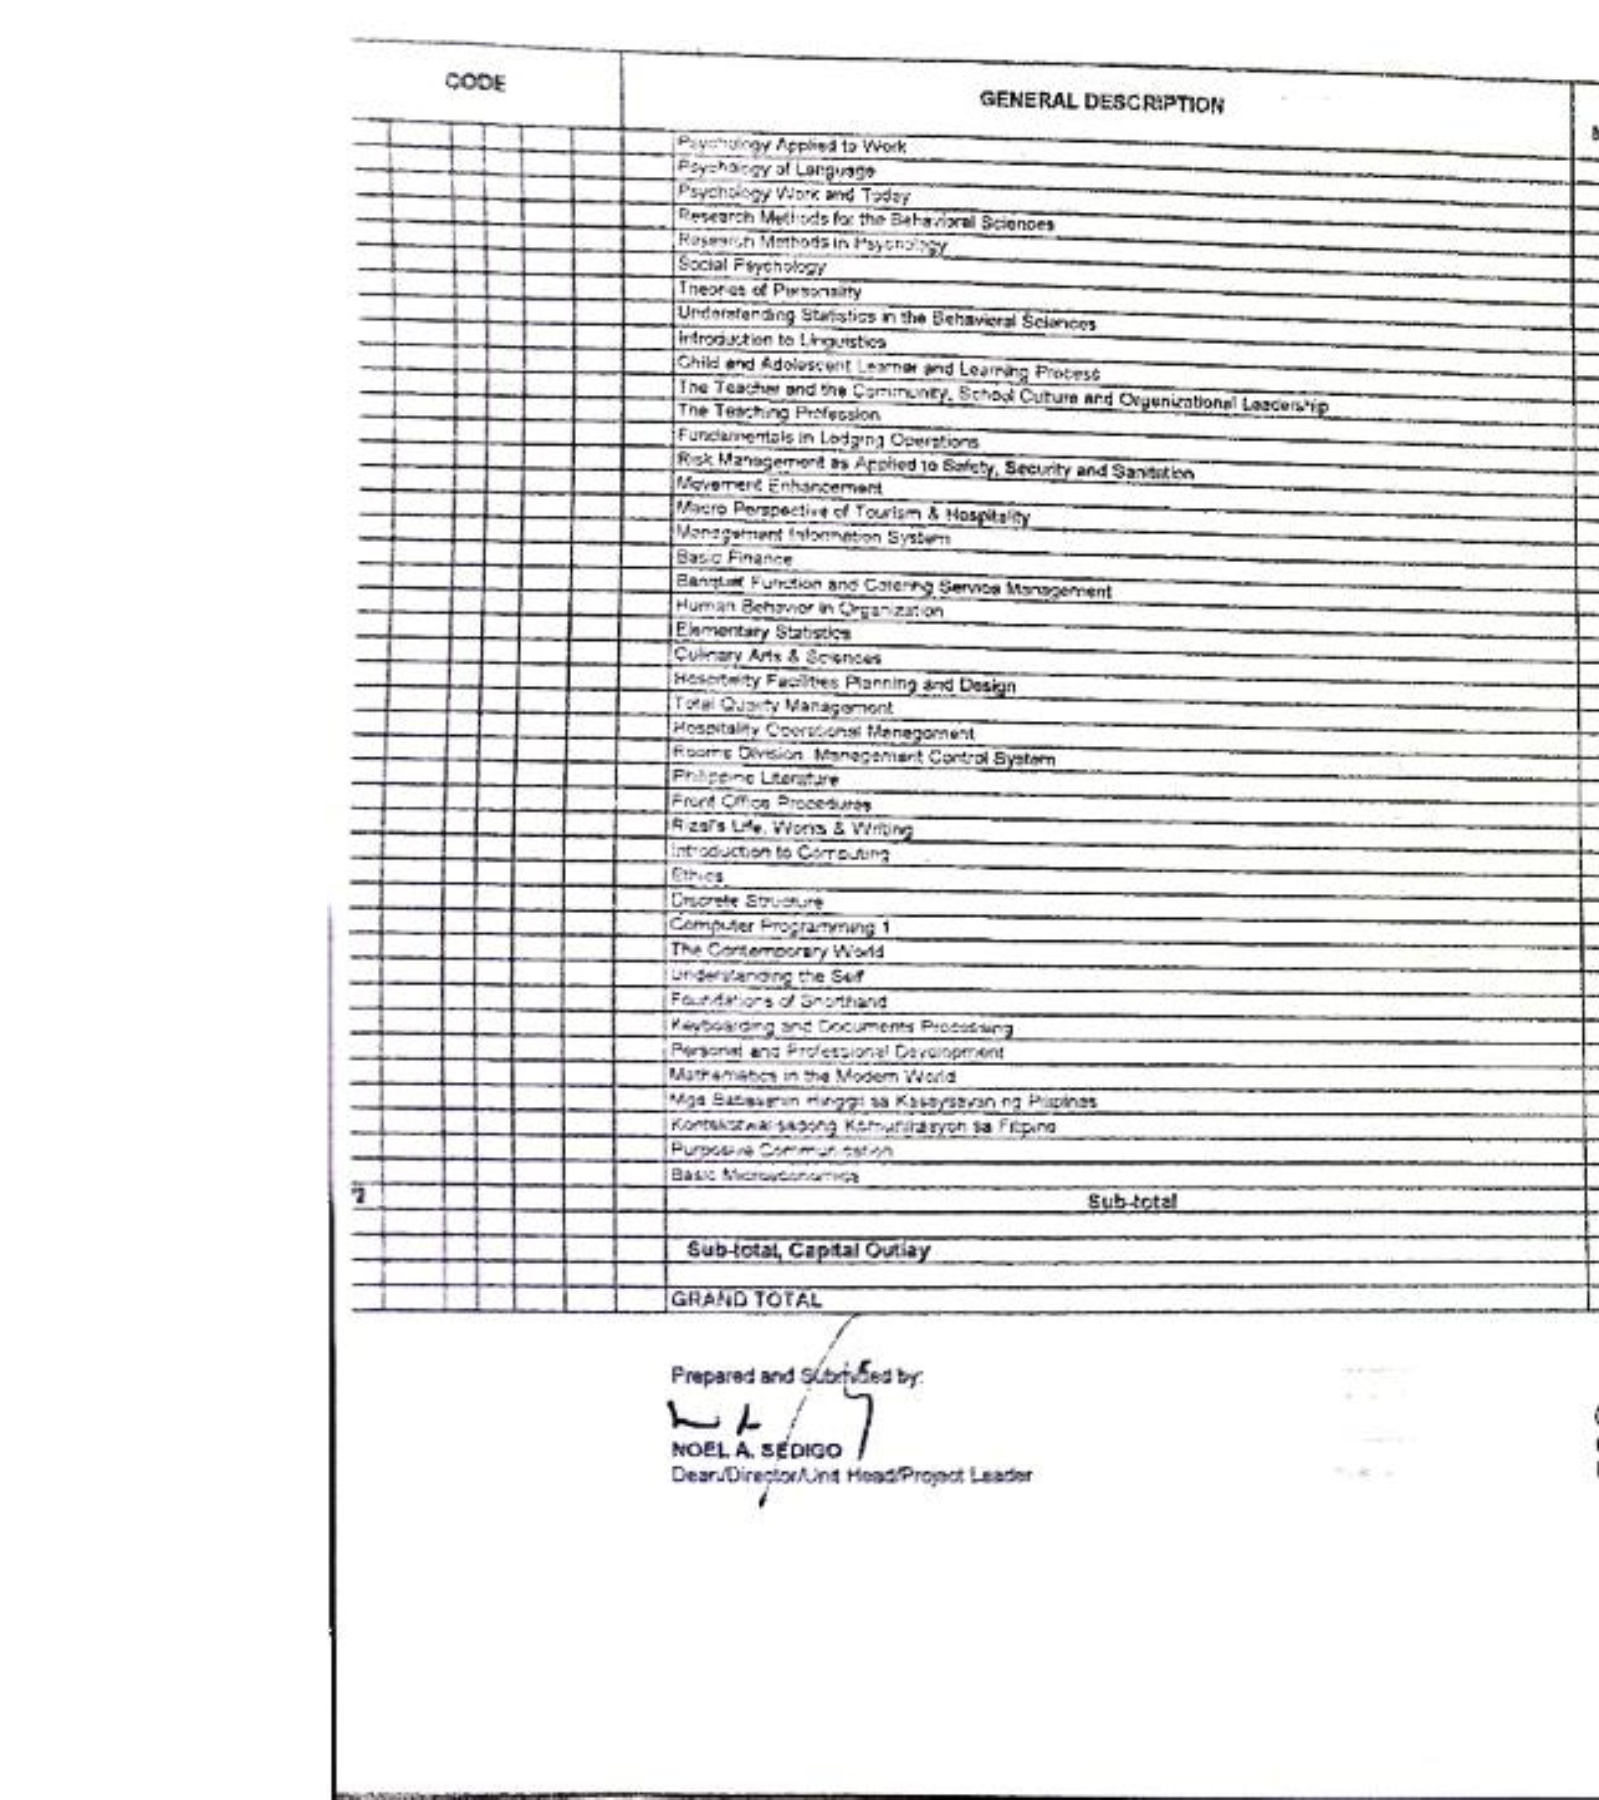 CODE
GENERAL DESCRIPTION
Psychology Applied to Work
Psychology of Language
Psychology Work and Today
Research Methods for the Behavioral Sciences
Research Methods in Psychology
Social Psychology
Theories of Personality
Understanding Statistics in the Behavioral Sciences
Introduction to Linguistics
Child and Adolescent Learner and Learning Process
The Teacher and the Community, School Culture and Organizational Leadership
The Teaching Profession
Fundamentals in Lodging Operations
Risk Management as Applied to Safety, Security and Sanitation
Movement Enhancement
Macro Perspective of Tourism & Hospitality
Management Information System
Basic Finance
Banquet Function and Catering Service Management
Human Behavior in Organization
Elementary Statistics
Culinary Arts & Sciences
Hospitality Facilities Planning and Design
Total Quality Management
Hospitality Operational Management
Rooms Division, Management Control System
Philippine Literature
Front Office Procedures
Rizal's Life, Works & Writing
Introduction to Computing
Ethics
Discrete Structure
Computer Programming 1
The Contemporary World
Understanding the Self
Foundations of Shorthand
Keyboarding and Documents Processing
Personal and Professional Development
Mathematics in the Modern World
Mga Babasahin Hinggil sa Kasaysayan ng Pilipinas
Kontekstwalisadong Komunikasyon sa Filipino
Purposive Communication
Basic Microeconomics
Sub-total
Sub-total, Capital Outlay
GRAND TOTAL
Prepared and Submitted by:
NOEL A. SEDIGO
Dean/Director/Unit Head/Project Leader